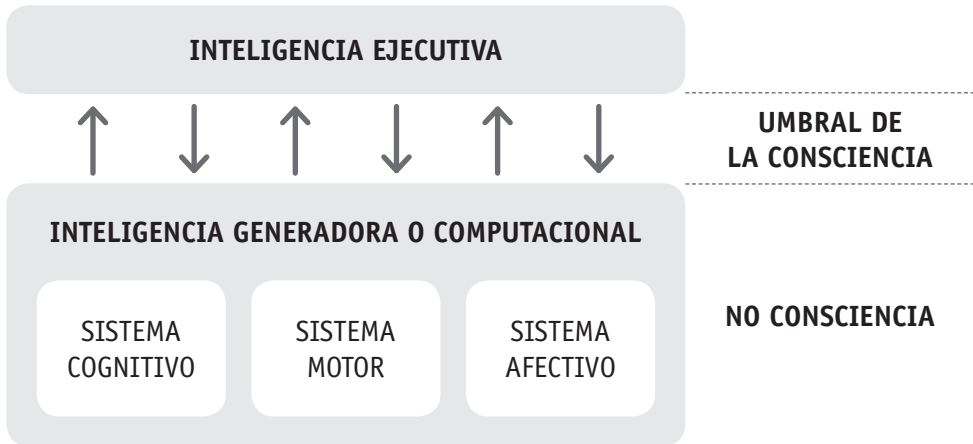 INTELIGENCIA EJECUTIVA
UMBRAL DE
LA CONSCIENCIA
INTELIGENCIA GENERADORA O COMPUTACIONAL
SISTEMA
COGNITIVO
SISTEMA
MOTOR
SISTEMA
AFECTIVO
NO CONSCIENCIA